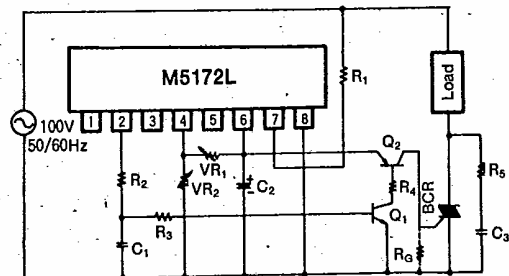 M5172L
1 2 3 4 5 6 7 8
100V
50/60Hz
R1
Load
VR1
VR2
C2
Q2
R2
R3
R4
Q1
BCR
R5
C1
RG
C3